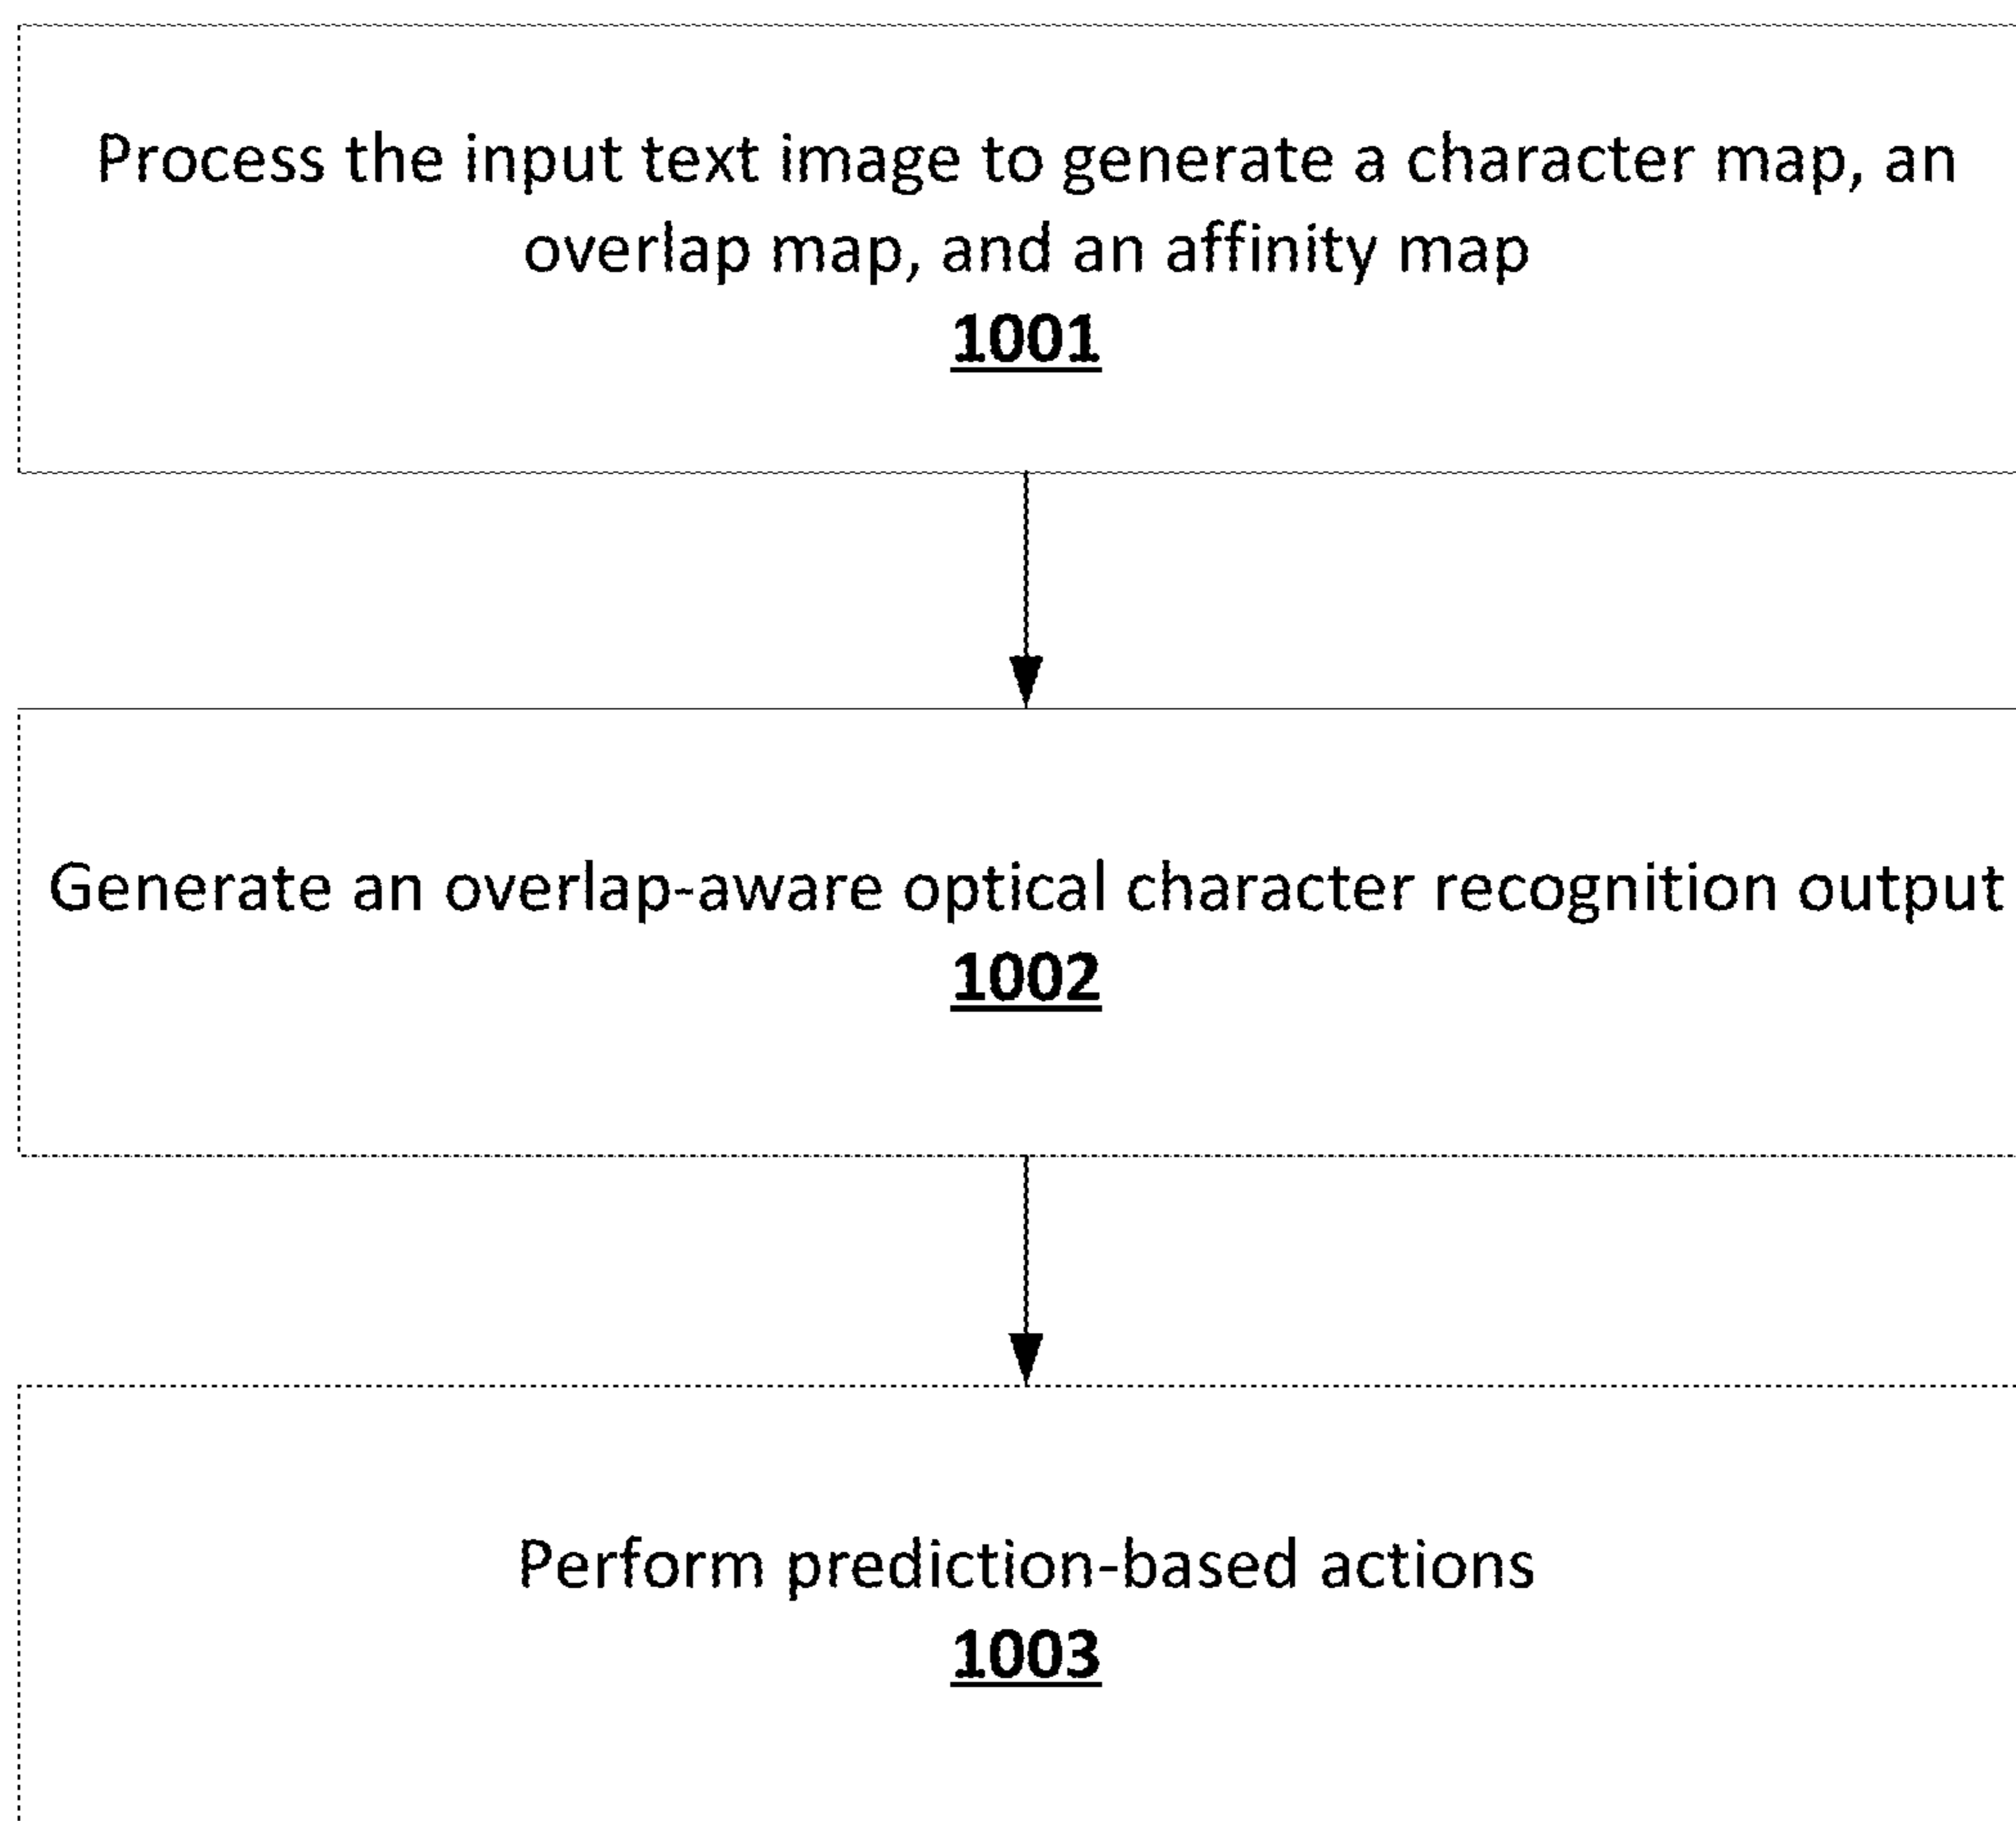 Process the input text image to generate a character map, an
overlap map, and an affinity map
1001
Generate an overlap-aware optical character recognition output
1002
Perform prediction-based actions
1003